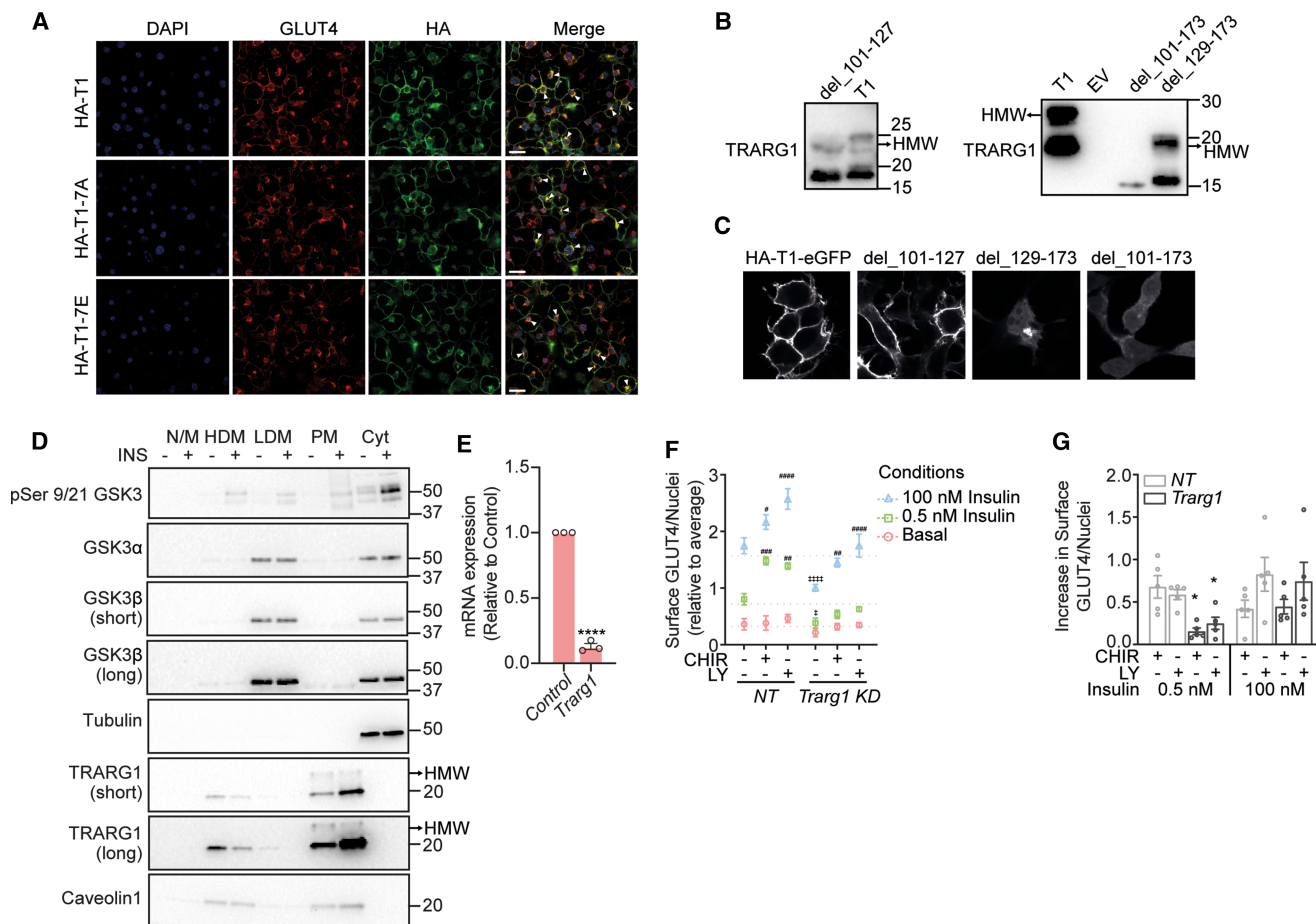 A
DAPI GLUT4 HA Merge
HA-T1
HA-T1-7A
HA-T1-7E
B
del_101-127
T1
TRARG1
25
HMW
20
15
T1
EV
del_101-173
del_129-173
HMW
TRARG1
30
20
HMW
15
C
HA-T1-eGFP del_101-127 del_129-173 del_101-173
D
N/M HDM LDM PM Cyt
INS - + - + - + - + - +
pSer 9/21 GSK3
50
37
GSK3α
50
37
GSK3β
(short)
50
37
GSK3β
(long)
50
37
Tubulin
50
TRARG1
(short)
HMW
20
TRARG1
(long)
HMW
20
Caveolin1
20
E
mRNA expression
(Relative to Control)
1.5
1.0
0.5
0.0
****
Control
Trarg1
F
Surface GLUT4/Nuclei
(relative to average)
3
2
1
0
#
####
###
##
‡‡‡‡
‡
##
####
CHIR - + - - + -
LY - - + - - +
NT Trarg1 KD
Conditions
100 nM Insulin
0.5 nM Insulin
Basal
G
Increase in Surface
GLUT4/Nuclei
2.0
1.5
1.0
0.5
0.0
NT
Trarg1
*
*
CHIR + - + - + - + -
LY - + - + - + - +
Insulin 0.5 nM 100 nM